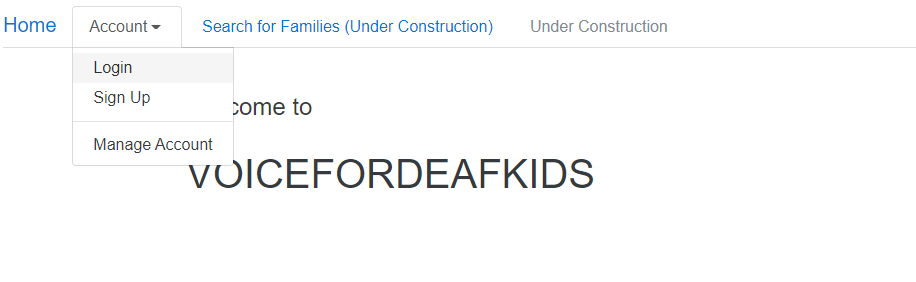 Home Account Search for Families (Under Construction) Under Construction
Login
Sign Up
Manage Account
come to
VOICEFORDEAFKIDS